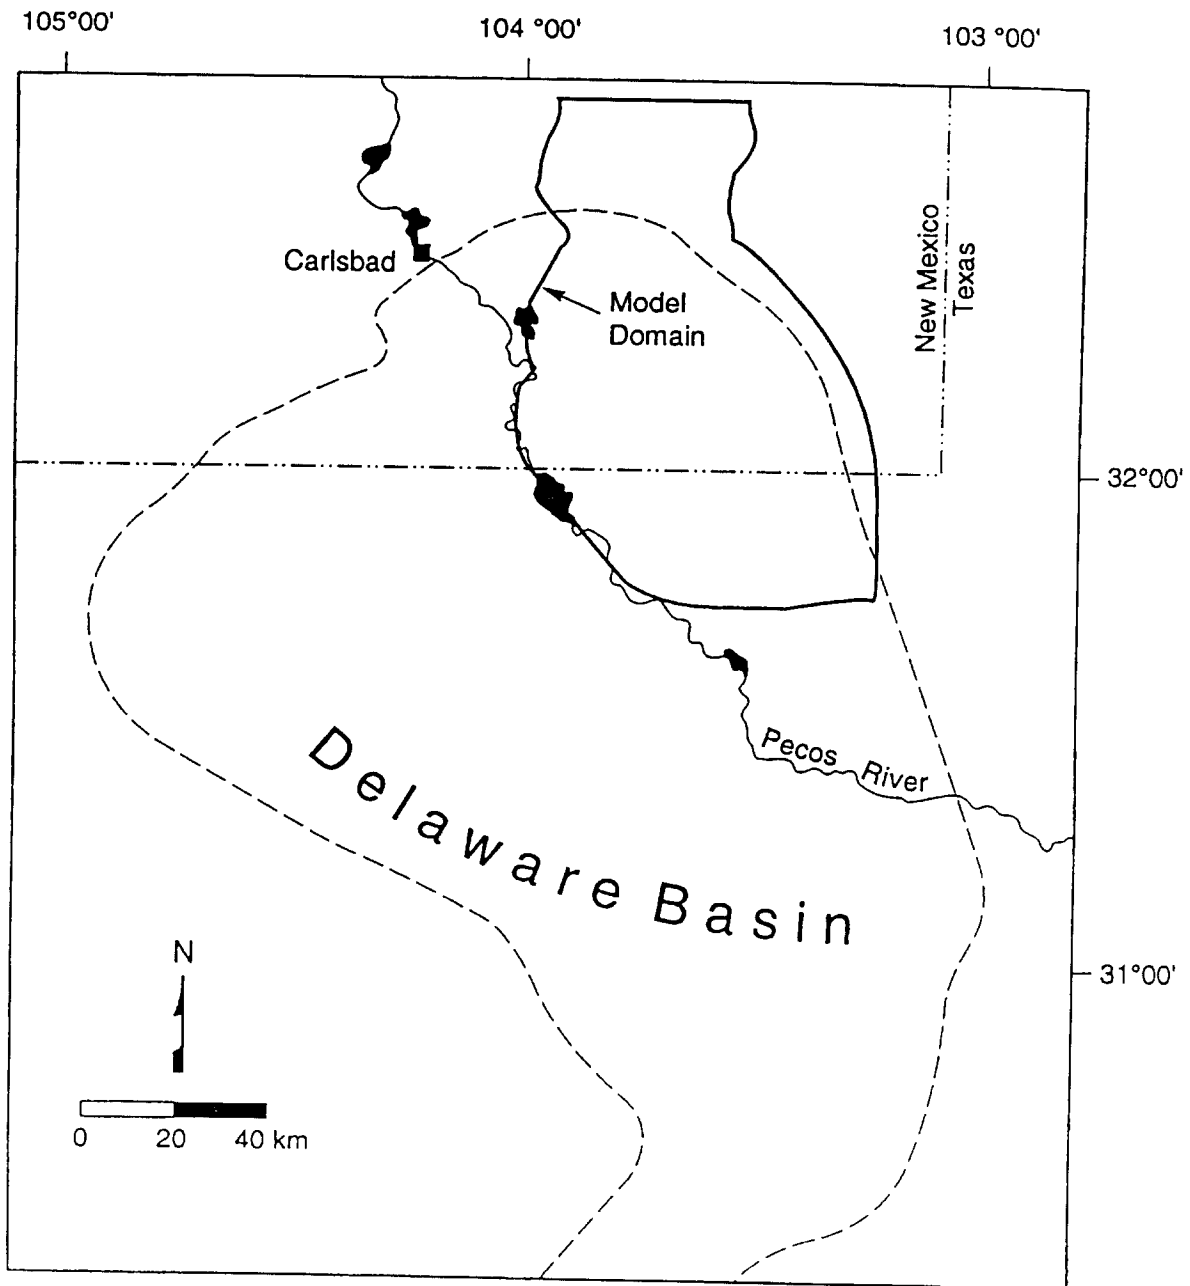 105°00'
104 °00'
103 °00'
Carlsbad
Model
Domain
New Mexico
Texas
32°00'
Pecos River
Delaware Basin
31°00'
N
0 20 40 km